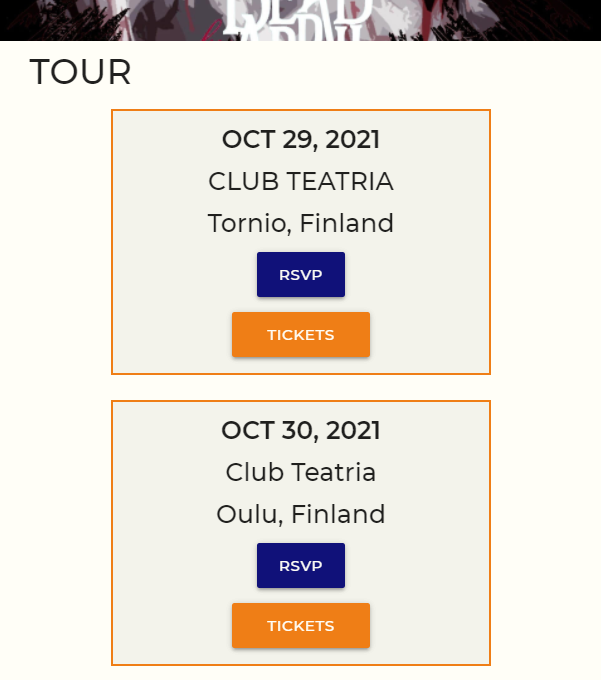 DEAD
TOUR
OCT 29, 2021
CLUB TEATRIA
Tornio, Finland
RSVP
TICKETS
OCT 30, 2021
Club Teatria
Oulu, Finland
RSVP
TICKETS